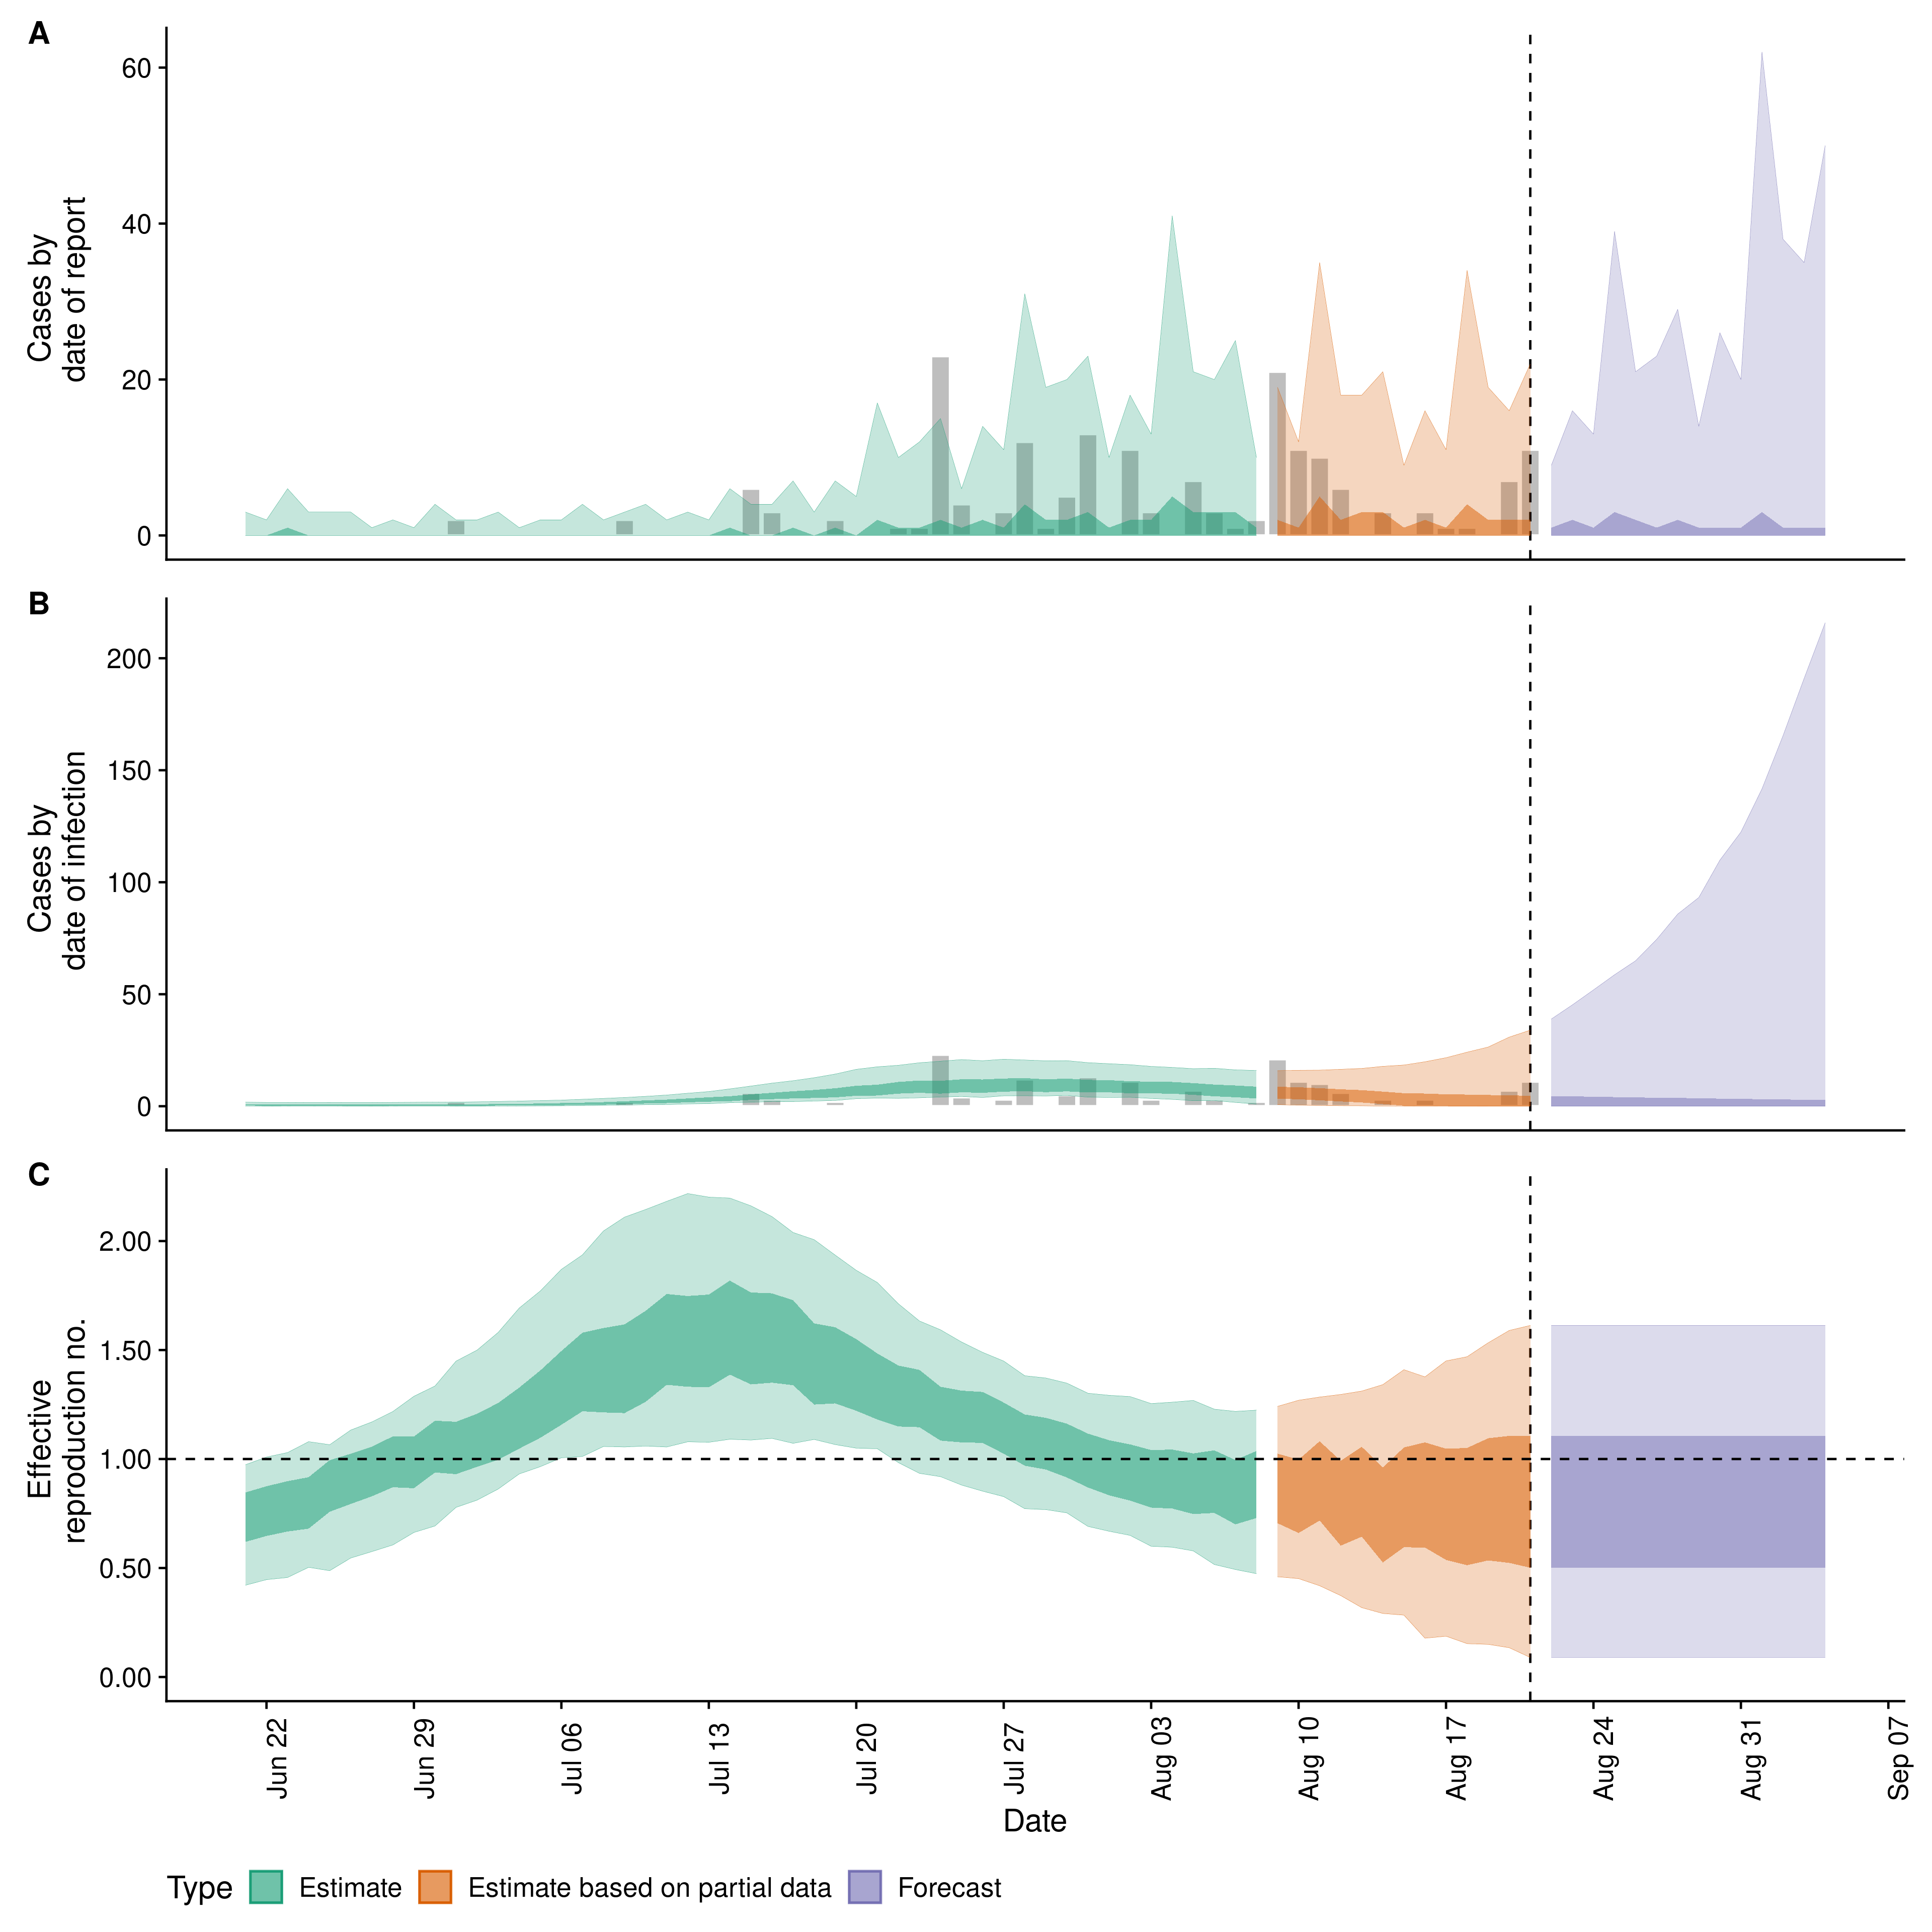 A
60
40
20
0
Cases by
date of report
B
200
150
100
50
0
Cases by
date of infection
C
2.00
1.50
1.00
0.50
0.00
Effective
reproduction no.
Jun 22
Jun 29
Jul 06
Jul 13
Jul 20
Jul 27
Aug 03
Aug 10
Aug 17
Aug 24
Aug 31
Sep 07
Date
Type Estimate Estimate based on partial data Forecast